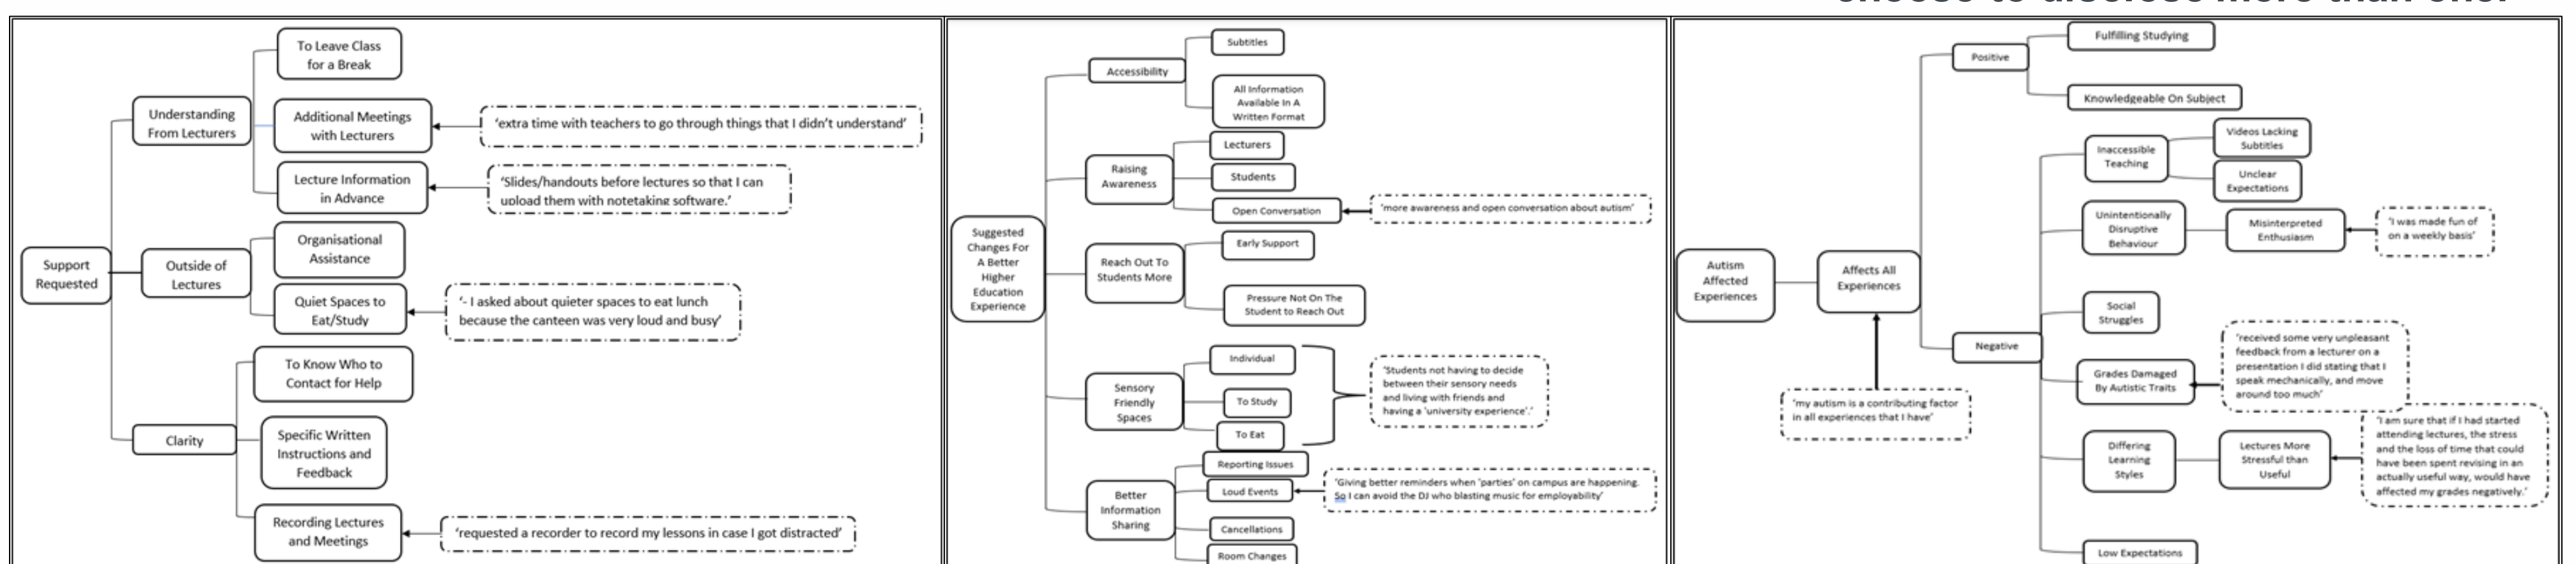 choose to disclose more than one.
To Leave Class
for a Break
Understanding
From Lecturers
Additional Meetings
with Lecturers
‘extra time with teachers to go through things that I didn’t understand’
Lecture Information
in Advance
‘Slides/handouts before lectures so that I can
upload them with notetaking software.’
Support
Requested
Outside of
Lectures
Organisational
Assistance
Quiet Spaces to
Eat/Study
‘- I asked about quieter spaces to eat lunch
because the canteen was very loud and busy’
Clarity
To Know Who to
Contact for Help
Specific Written
Instructions and
Feedback
Recording Lectures
and Meetings
‘requested a recorder to record my lessons in case I got distracted’
Suggested
Changes For
A Better
Higher
Education
Experience
Accessibility
Subtitles
All Information
Available In A
Written Format
Raising
Awareness
Lecturers
Students
Open Conversation
‘more awareness and open conversation about autism’
Reach Out To
Students More
Early Support
Pressure Not On The
Student to Reach Out
Sensory
Friendly
Spaces
Individual
To Study
To Eat
‘Students not having to decide
between their sensory needs
and living with friends and
having a ‘university experience’.’
Better
Information
Sharing
Reporting Issues
Loud Events
‘Giving better reminders when ‘parties’ on campus are happening.
So I can avoid the DJ who blasting music for employability’
Cancellations
Room Changes
Autism
Affected
Experiences
Affects All
Experiences
‘my autism is a contributing factor
in all experiences that I have’
Positive
Fulfilling Studying
Knowledgeable On Subject
Negative
Inaccessible
Teaching
Videos Lacking
Subtitles
Unclear
Expectations
Unintentionally
Disruptive
Behaviour
Misinterpreted
Enthusiasm
‘I was made fun of
on a weekly basis’
Social
Struggles
Grades Damaged
By Autistic Traits
‘received some very unpleasant
feedback from a lecturer on a
presentation I did stating that I
speak mechanically, and move
around too much’
Differing
Learning
Styles
Lectures More
Stressful than
Useful
‘I am sure that if I had started
attending lectures, the stress
and the loss of time that could
have been spent revising in an
actually useful way, would have
affected my grades negatively.’
Low Expectations